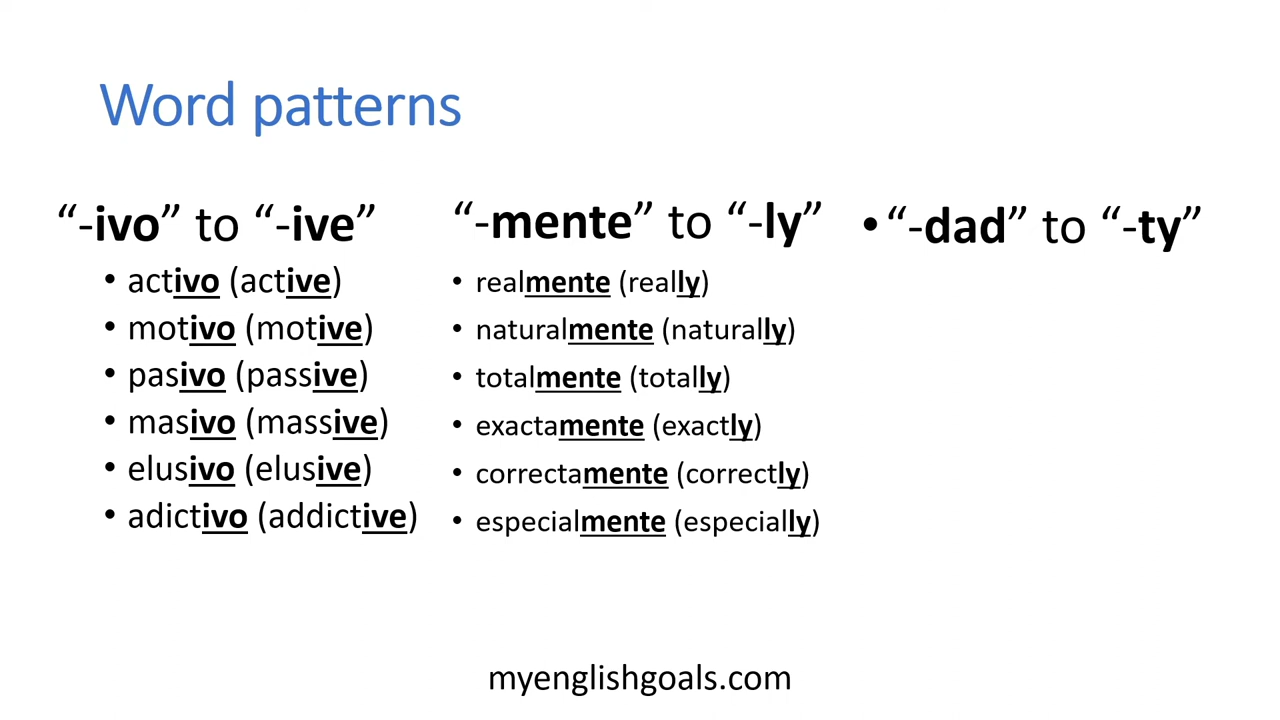 Word patterns
“-ivo” to “-ive”
• activo (active)
• motivo (motive)
• pasivo (passive)
• masivo (massive)
• elusivo (elusive)
• adictivo (addictive)
“-mente” to “-ly”
• realmente (really)
• naturalmente (naturally)
• totalmente (totally)
• exactamente (exactly)
• correctamente (correctly)
• especialmente (especially)
• “-dad” to “-ty”
myenglishgoals.com